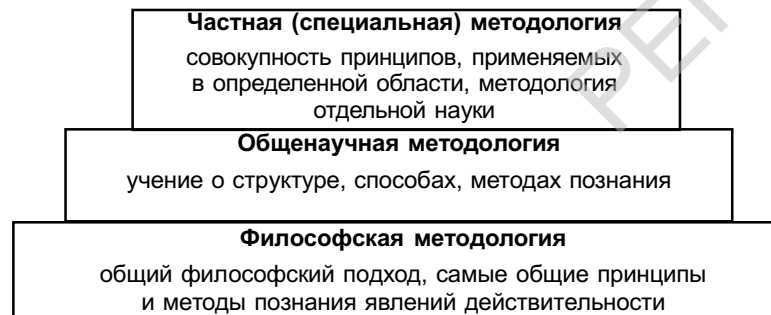 Частная (специальная) методология
совокупность принципов, применяемых
в определенной области, методология
отдельной науки
Общенаучная методология
учение о структуре, способах, методах познания
Философская методология
общий философский подход, самые общие принципы
и методы познания явлений действительности